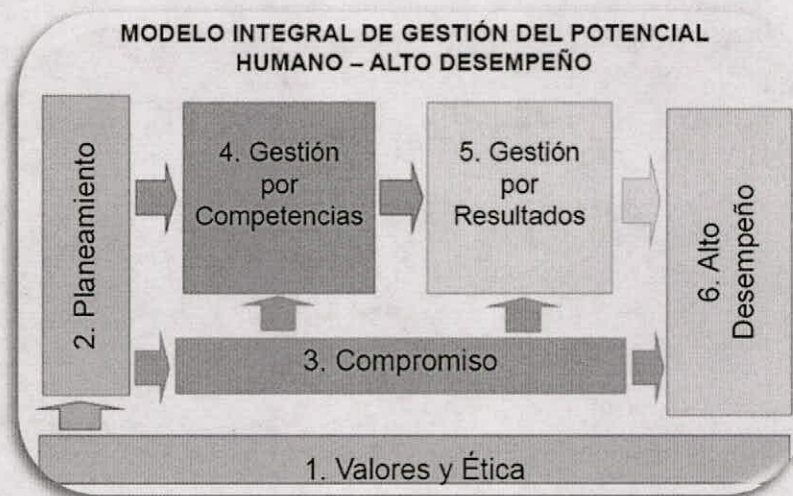 MODELO INTEGRAL DE GESTIÓN DEL POTENCIAL
HUMANO – ALTO DESEMPEÑO
2. Planeamiento
4. Gestión
por
Competencias
5. Gestión
por
Resultados
6. Alto
Desempeño
3. Compromiso
1. Valores y Ética